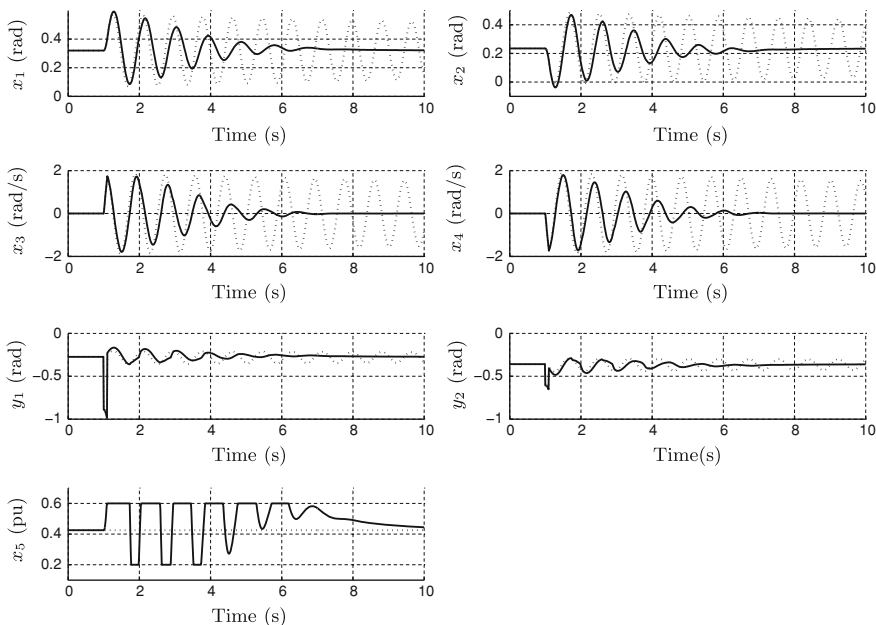 x₁ (rad)
0.4
0.2
0
0 2 4 6 8 10
Time (s)
x₂ (rad)
0.4
0.2
0
0 2 4 6 8 10
Time (s)
x₃ (rad/s)
2
0
−2
0 2 4 6 8 10
Time (s)
x₄ (rad/s)
2
0
−2
0 2 4 6 8 10
Time (s)
y₁ (rad)
0
−0.5
−1
0 2 4 6 8 10
Time (s)
y₂ (rad)
0
−0.5
−1
0 2 4 6 8 10
Time(s)
x₅ (pu)
0.6
0.4
0.2
0 2 4 6 8 10
Time (s)